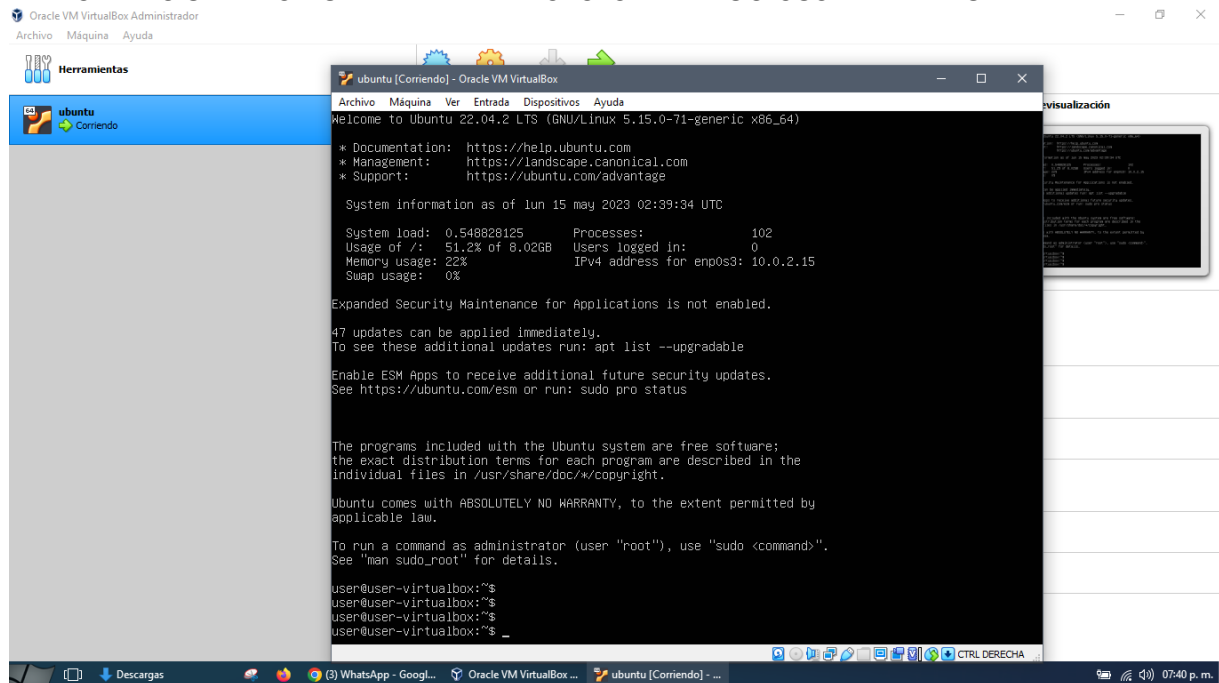 Oracle VM VirtualBox Administrador
Archivo Máquina Ayuda
Herramientas
64
ubuntu
Corriendo
ubuntu [Corriendo] - Oracle VM VirtualBox
Archivo Máquina Ver Entrada Dispositivos Ayuda
Welcome to Ubuntu 22.04.2 LTS (GNU/Linux 5.15.0-71-generic x86_64)
* Documentation: https://help.ubuntu.com
* Management: https://landscape.canonical.com
* Support: https://ubuntu.com/advantage
System information as of lun 15 may 2023 02:39:34 UTC
System load: 0.548828125 Processes: 102
Usage of /: 51.2% of 8.02GB Users logged in: 0
Memory usage: 22% IPv4 address for enp0s3: 10.0.2.15
Swap usage: 0%
Expanded Security Maintenance for Applications is not enabled.
47 updates can be applied immediately.
To see these additional updates run: apt list --upgradable
Enable ESM Apps to receive additional future security updates.
See https://ubuntu.com/esm or run: sudo pro status
The programs included with the Ubuntu system are free software;
the exact distribution terms for each program are described in the
individual files in /usr/share/doc/*/copyright.
Ubuntu comes with ABSOLUTELY NO WARRANTY, to the extent permitted by
applicable law.
To run a command as administrator (user "root"), use "sudo <command>".
See "man sudo_root" for details.
user@user-virtualbox:~$
user@user-virtualbox:~$
user@user-virtualbox:~$
user@user-virtualbox:~$ _
CTRL DERECHA
evisualización
Descargas
(3) WhatsApp - Googl...
Oracle VM VirtualBox ...
ubuntu [Corriendo] - ...
07:40 p. m.